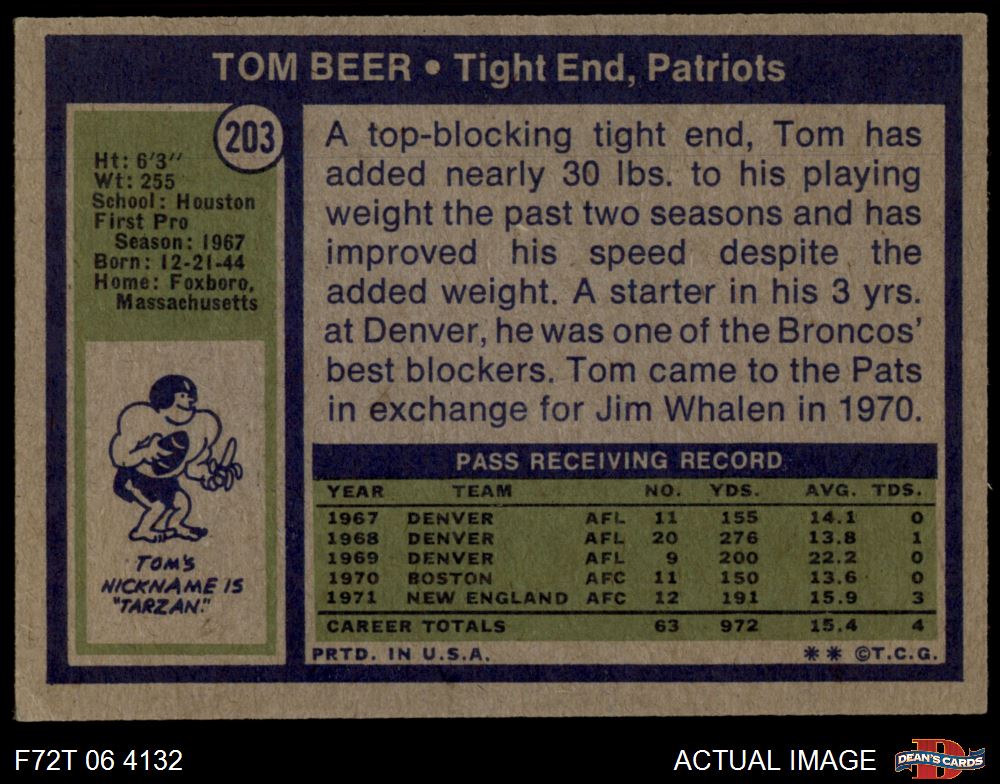 TOM BEER • Tight End, Patriots
203
Ht: 6'3"
Wt: 255
School: Houston
First Pro
Season: 1967
Born: 12-21-44
Home: Foxboro,
Massachusetts
TOM'S
NICKNAME IS
"TARZAN."
A top-blocking tight end, Tom has
added nearly 30 lbs. to his playing
weight the past two seasons and has
improved his speed despite the
added weight. A starter in his 3 yrs.
at Denver, he was one of the Broncos'
best blockers. Tom came to the Pats
in exchange for Jim Whalen in 1970.
PASS RECEIVING RECORD
YEAR TEAM NO. YDS. AVG. TDS.
1967 DENVER AFL 11 155 14.1 0
1968 DENVER AFL 20 276 13.8 1
1969 DENVER AFL 9 200 22.2 0
1970 BOSTON AFC 11 150 13.6 0
1971 NEW ENGLAND AFC 12 191 15.9 3
CAREER TOTALS 63 972 15.4 4
PRTD. IN U.S.A. ** ©T.C.G.
F72T 06 4132 ACTUAL IMAGE DEAN'S CARDS